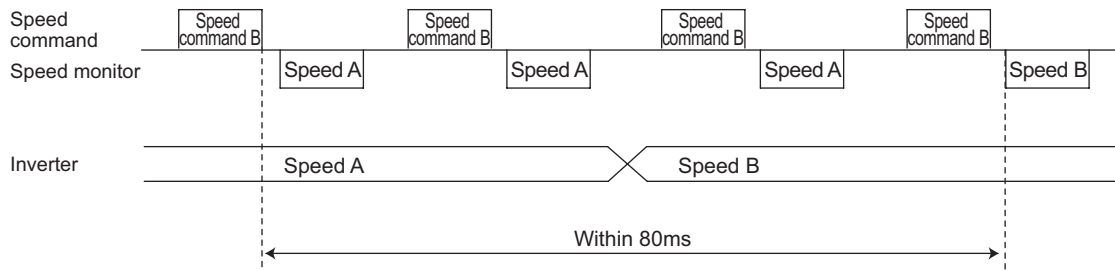 Speed
command
Speed
command B
Speed
command B
Speed
command B
Speed
command B
Speed monitor
Speed A
Speed A
Speed A
Speed B
Inverter
Speed A
Speed B
Within 80ms